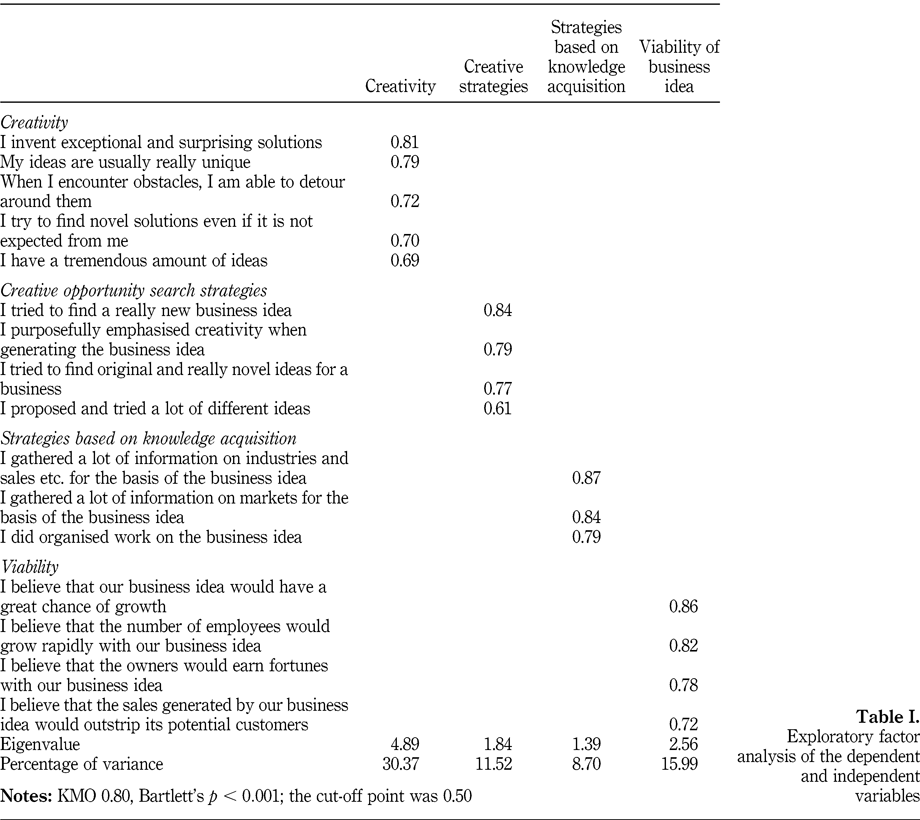 Strategies
based on Viability of
Creative knowledge business
Creativity strategies acquisition idea
Creativity
I invent exceptional and surprising solutions 0.81
My ideas are usually really unique 0.79
When I encounter obstacles, I am able to detour
around them 0.72
I try to find novel solutions even if it is not
expected from me 0.70
I have a tremendous amount of ideas 0.69
Creative opportunity search strategies
I tried to find a really new business idea 0.84
I purposefully emphasised creativity when
generating the business idea 0.79
I tried to find original and really novel ideas for a
business 0.77
I proposed and tried a lot of different ideas 0.61
Strategies based on knowledge acquisition
I gathered a lot of information on industries and
sales etc. for the basis of the business idea 0.87
I gathered a lot of information on markets for the
basis of the business idea 0.84
I did organised work on the business idea 0.79
Viability
I believe that our business idea would have a
great chance of growth 0.86
I believe that the number of employees would
grow rapidly with our business idea 0.82
I believe that the owners would earn fortunes
with our business idea 0.78
I believe that the sales generated by our business
idea would outstrip its potential customers 0.72
Eigenvalue 4.89 1.84 1.39 2.56
Percentage of variance 30.37 11.52 8.70 15.99
Notes: KMO 0.80, Bartlett's p < 0.001; the cut-off point was 0.50
Table I.
Exploratory factor
analysis of the dependent
and independent
variables